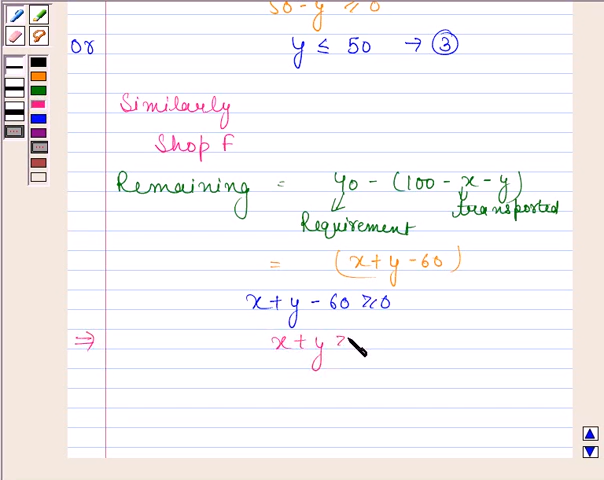 50 - y ≥ 0
Or y ≤ 50 → ③
Similarly
Shop F
Remaining = 40 - (100 - x - y)
Requirement transported
= (x + y - 60)
x + y - 60 ≥ 0
⇒ x + y ≥